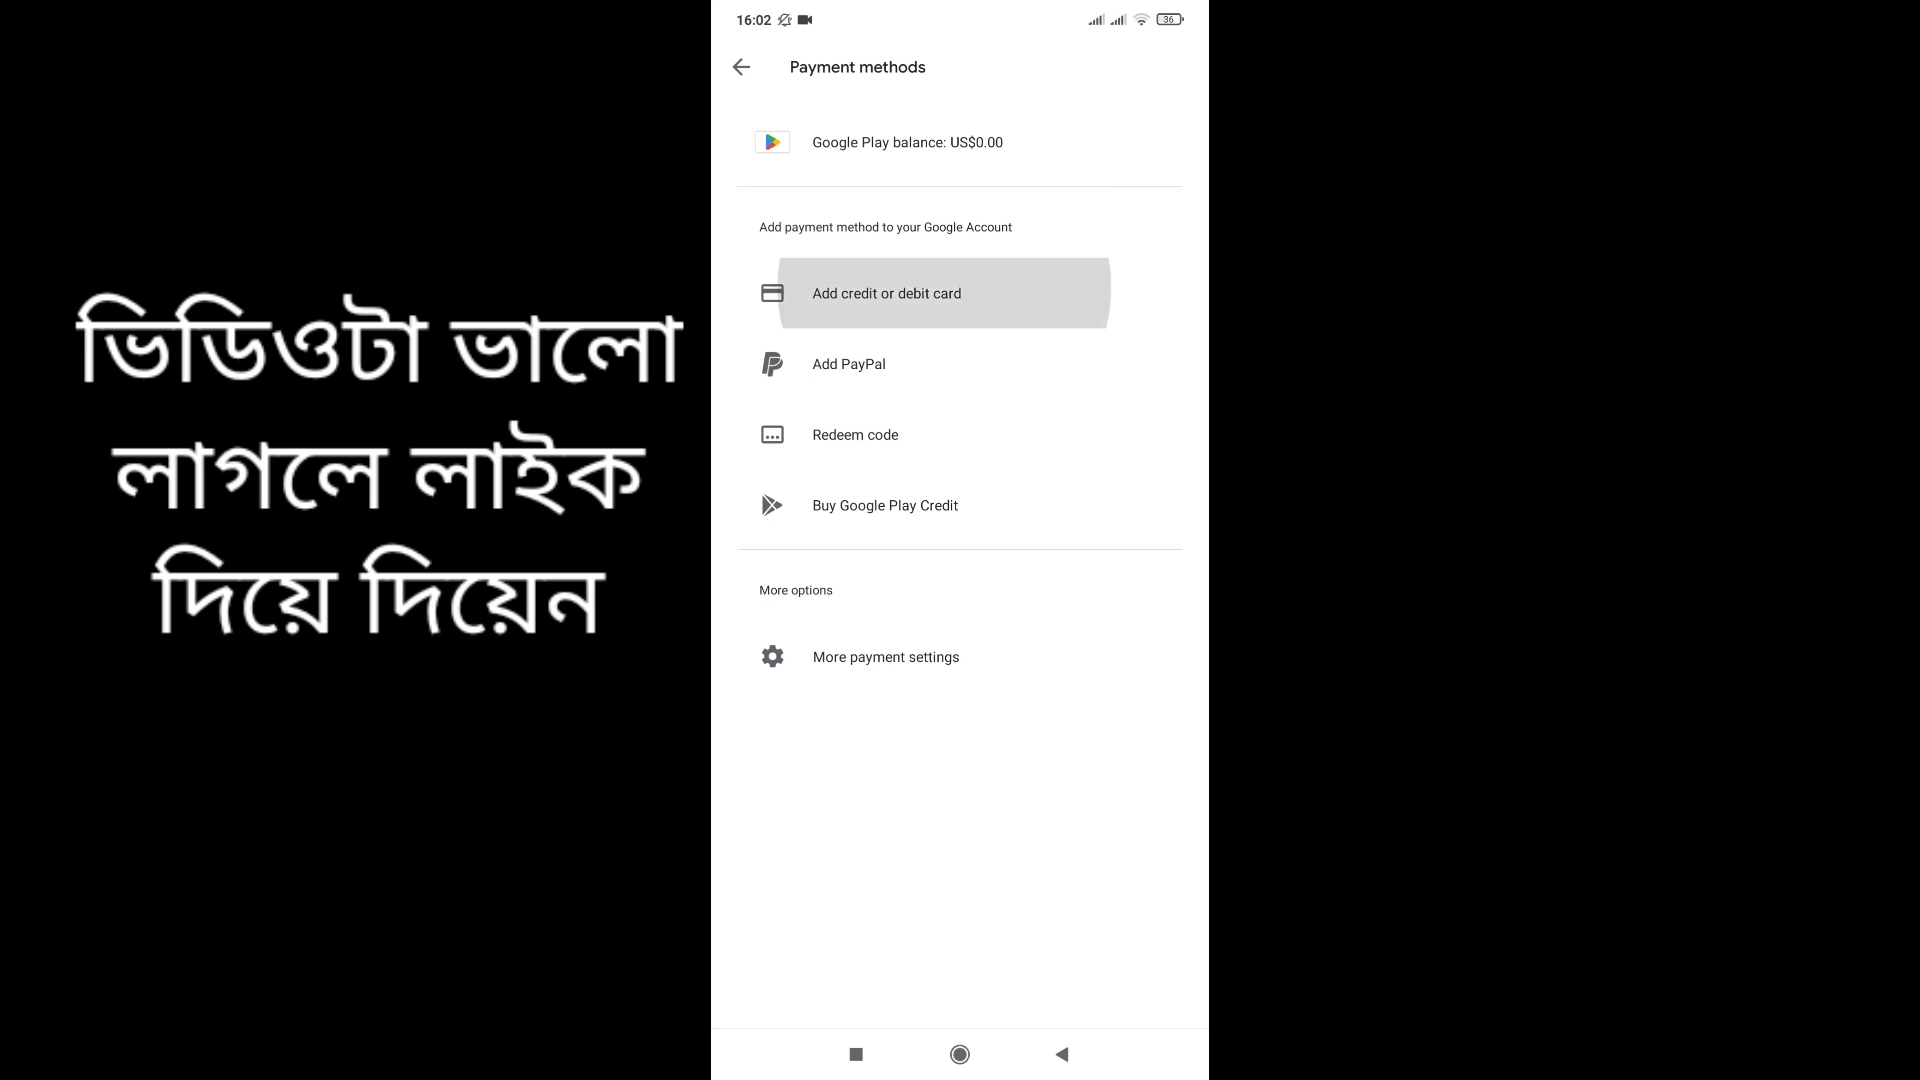 ভিডিওটা ভালো
লাগলে লাইক
দিয়ে দিয়েন
16:02
36
Payment methods
Google Play balance: US$0.00
Add payment method to your Google Account
Add credit or debit card
Add PayPal
Redeem code
Buy Google Play Credit
More options
More payment settings